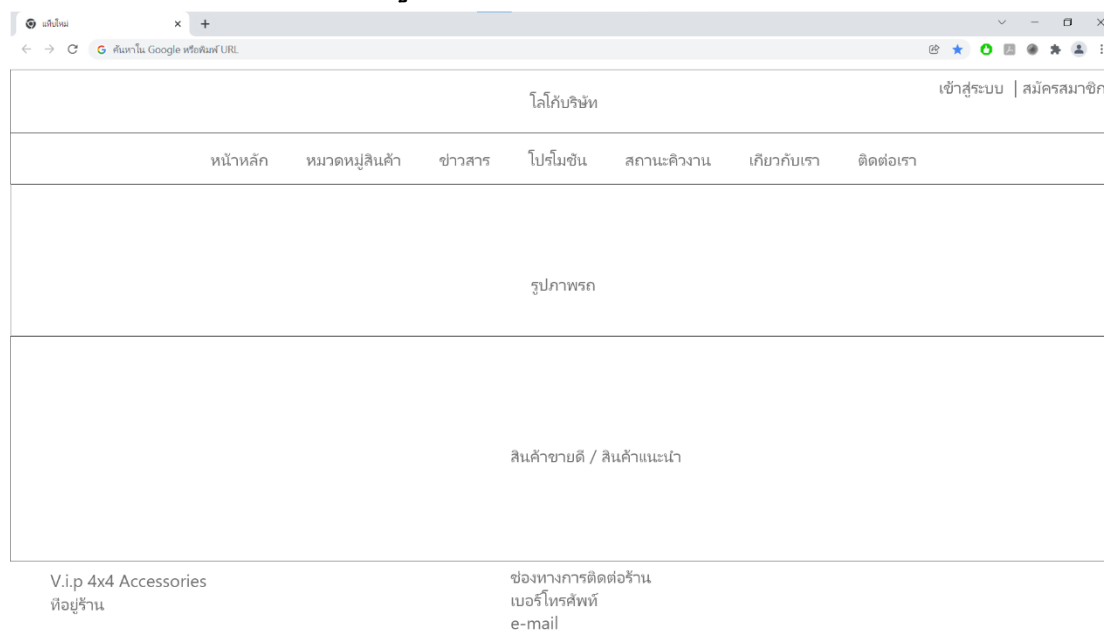 แท็บใหม่
ค้นหาใน Google หรือพิมพ์ URL
เข้าสู่ระบบ | สมัครสมาชิก
โลโก้บริษัท
หน้าหลัก หมวดหมู่สินค้า ข่าวสาร โปรโมชัน สถานะคิวงาน เกี่ยวกับเรา ติดต่อเรา
รูปภาพรถ
สินค้าขายดี / สินค้าแนะนำ
V.i.p 4x4 Accessories
ที่อยู่ร้าน
ช่องทางการติดต่อร้าน
เบอร์โทรศัพท์
e-mail